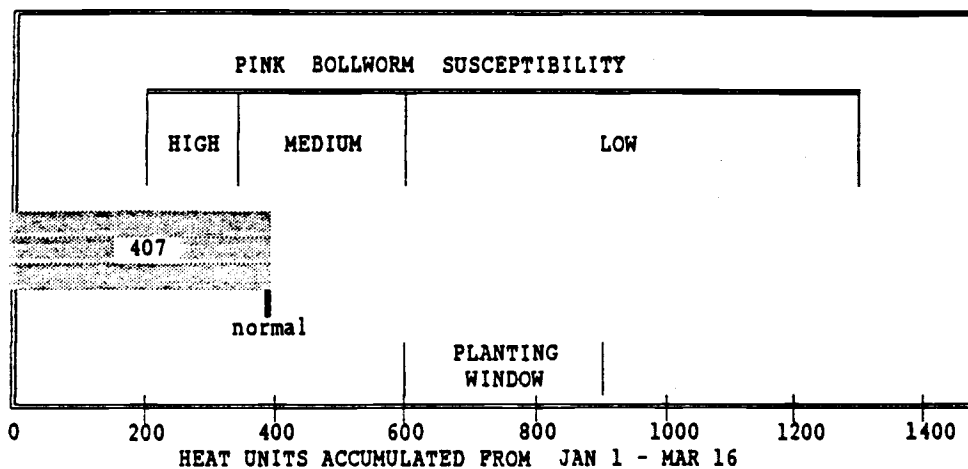 PINK BOLLWORM SUSCEPTIBILITY
HIGH MEDIUM LOW
407
normal
PLANTING
WINDOW
0 200 400 600 800 1000 1200 1400
HEAT UNITS ACCUMULATED FROM JAN 1 - MAR 16